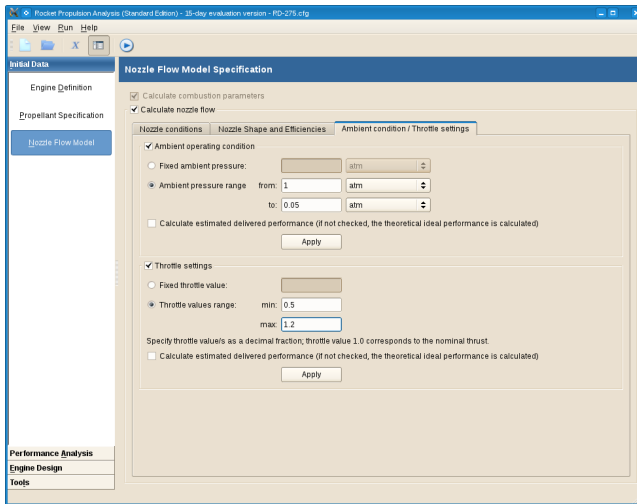 Rocket Propulsion Analysis (Standard Edition) - 15-day evaluation version - RD-275.cfg
File View Run Help
X
Initial Data
Engine Definition
Propellant Specification
Nozzle Flow Model
Performance Analysis
Engine Design
Tools
Nozzle Flow Model Specification
Calculate combustion parameters
Calculate nozzle flow
Nozzle conditions Nozzle Shape and Efficiencies Ambient condition / Throttle settings
Ambient operating condition
Fixed ambient pressure: atm
Ambient pressure range from: 1 atm
to: 0.05 atm
Calculate estimated delivered performance (if not checked, the theoretical ideal performance is calculated)
Apply
Throttle settings
Fixed throttle value:
Throttle values range: min: 0.5
max: 1.2
Specify throttle value/s as a decimal fraction; throttle value 1.0 corresponds to the nominal thrust.
Calculate estimated delivered performance (if not checked, the theoretical ideal performance is calculated)
Apply